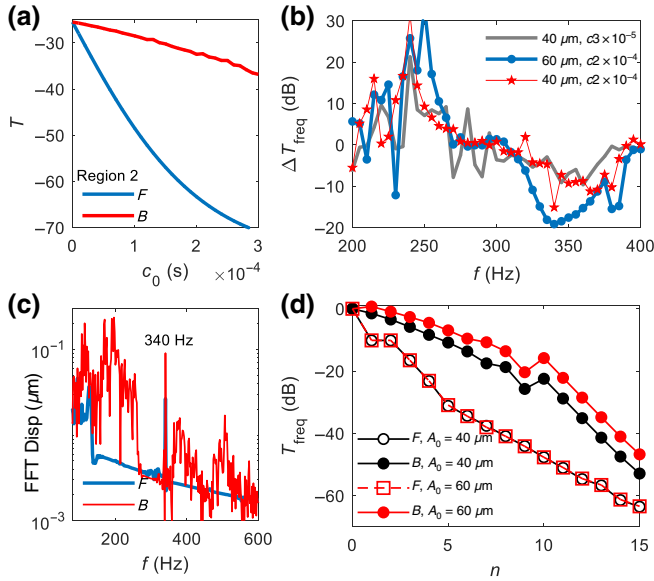 (a)
−30
−40
−50
−60
−70
T
Region 2
F
B
0
1
2
3
c₀ (s)
×10⁻⁴
(b)
30
20
10
0
−10
−20
Δ T_freq (dB)
40 µm, c3×10⁻⁵
60 µm, c2×10⁻⁴
40 µm, c2×10⁻⁴
200
250
300
350
400
f (Hz)
(c)
10⁻¹
10⁻³
FFT Disp (µm)
340 Hz
F
B
200
400
600
f (Hz)
(d)
0
−20
−40
−60
T_freq (dB)
F, A₀ = 40 µm
B, A₀ = 40 µm
F, A₀ = 60 µm
B, A₀ = 60 µm
0
5
10
15
n